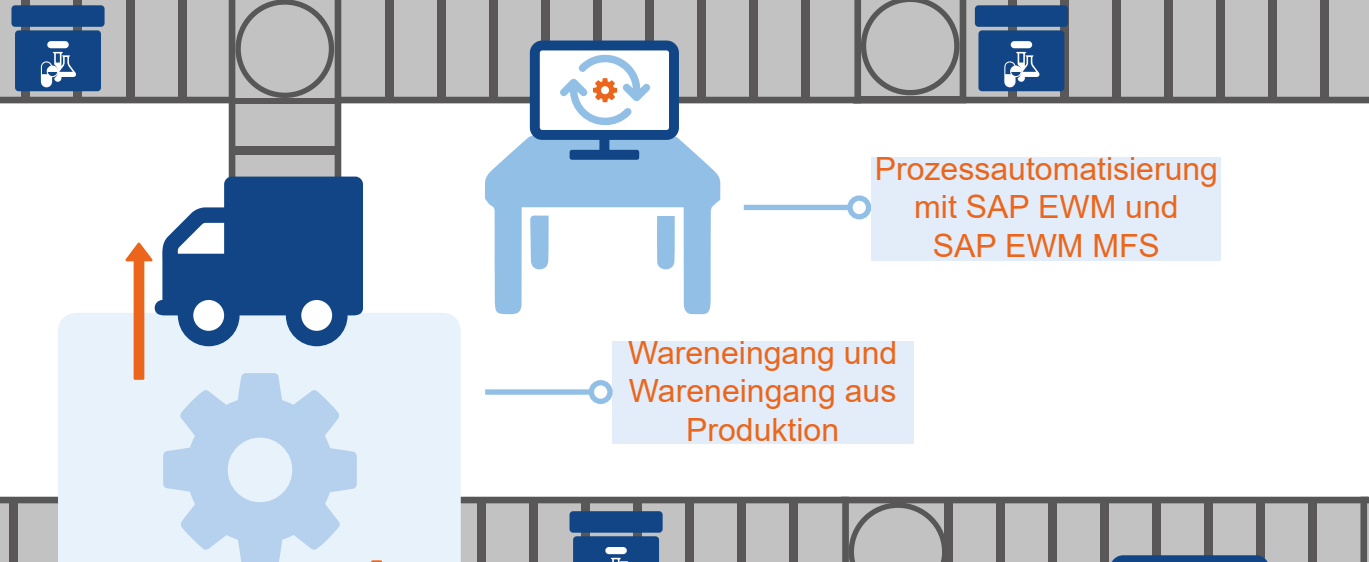 Prozessautomatisierung
mit SAP EWM und
SAP EWM MFS
Wareneingang und
Wareneingang aus
Produktion